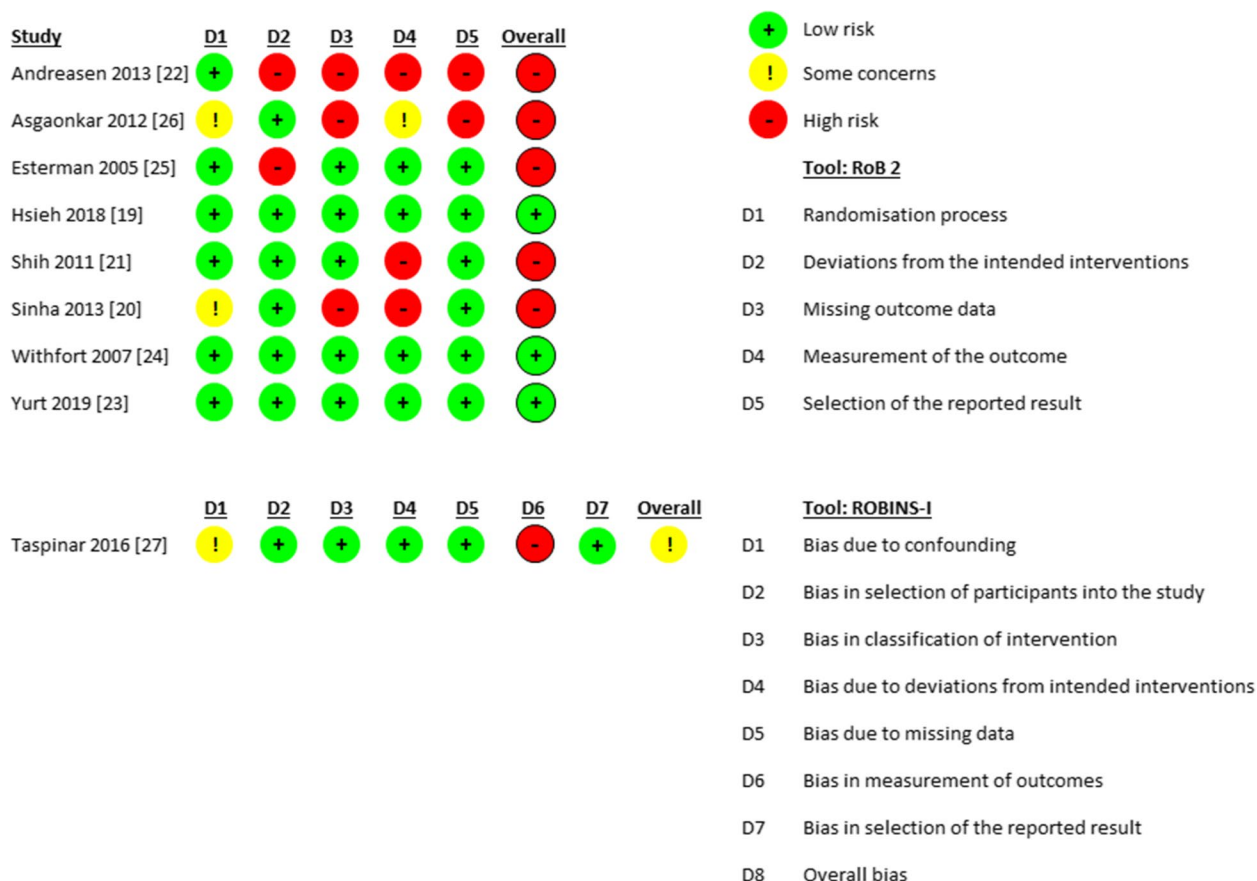 Study D1 D2 D3 D4 D5 Overall
Andreasen 2013 [22] + - - - - -
Asgaonkar 2012 [26] ! + - ! - -
Esterman 2005 [25] + - + + + -
Hsieh 2018 [19] + + + + + +
Shih 2011 [21] + + + - + -
Sinha 2013 [20] ! + - - + -
Withfort 2007 [24] + + + + + +
Yurt 2019 [23] + + + + + +
+ Low risk
! Some concerns
- High risk
Tool: RoB 2
D1 Randomisation process
D2 Deviations from the intended interventions
D3 Missing outcome data
D4 Measurement of the outcome
D5 Selection of the reported result
D1 D2 D3 D4 D5 D6 D7 Overall
Taspinar 2016 [27] ! + + + + - + !
Tool: ROBINS-I
D1 Bias due to confounding
D2 Bias in selection of participants into the study
D3 Bias in classification of intervention
D4 Bias due to deviations from intended interventions
D5 Bias due to missing data
D6 Bias in measurement of outcomes
D7 Bias in selection of the reported result
D8 Overall bias